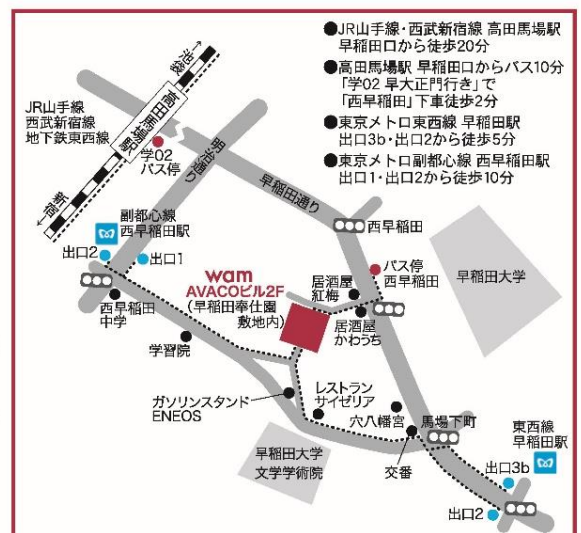 ●JR山手線・西武新宿線 高田馬場駅
早稲田口から徒歩20分
●高田馬場駅 早稲田口からバス10分
「学02 早大正門行き」で
「西早稲田」下車徒歩2分
●東京メトロ東西線 早稲田駅
出口3b・出口2から徒歩5分
●東京メトロ副都心線 西早稲田駅
出口1・出口2から徒歩10分
池袋
高田馬場駅
JR山手線
西武新宿線
地下鉄東西線
新宿
学02
バス停
明治通り
早稲田通り
西早稲田
副都心線
西早稲田駅
出口2
出口1
バス停
西早稲田
早稲田大学
wam
AVACOビル2F
(早稲田奉仕園
敷地内)
居酒屋
紅梅
居酒屋
かわうち
西早稲田
中学
学習院
ガソリンスタンド
ENEOS
レストラン
サイゼリア
穴八幡宮
馬場下町
交番
早稲田大学
文学学術院
東西線
早稲田駅
出口3b
出口2